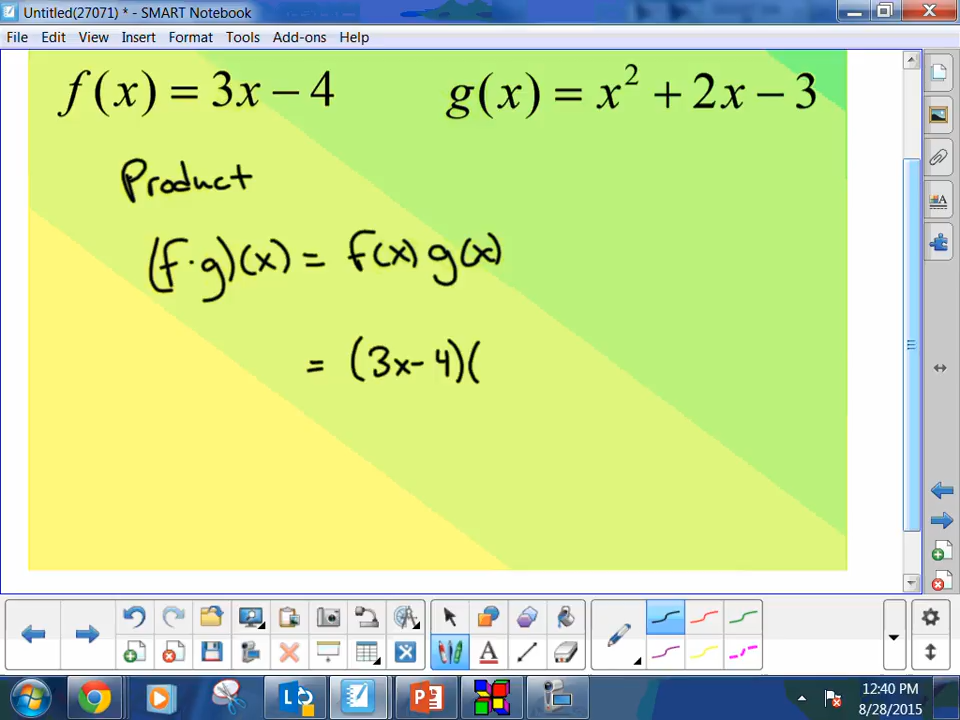 Untitled(27071) * - SMART Notebook
File Edit View Insert Format Tools Add-ons Help
f(x) = 3x − 4
g(x) = x² + 2x − 3
Product
(f·g)(x) = f(x) g(x)
= (3x-4)(
12:40 PM
8/28/2015